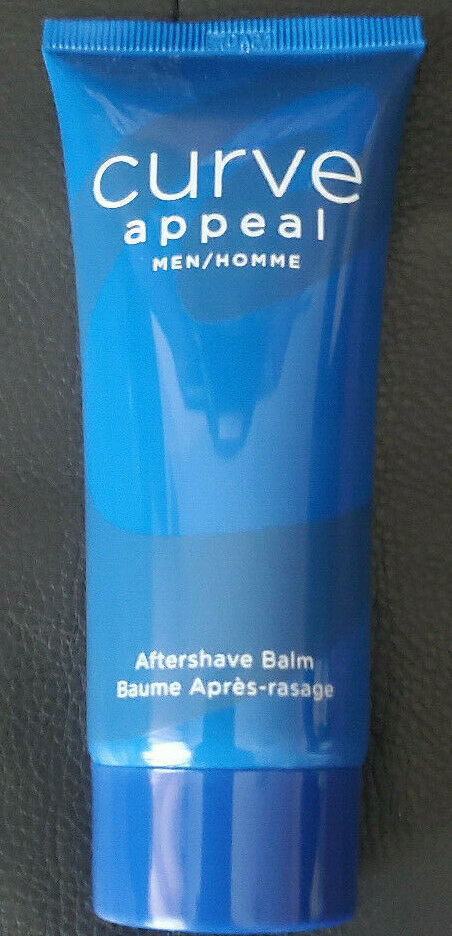 curve
appeal
MEN/HOMME
Aftershave Balm
Baume Après-rasage